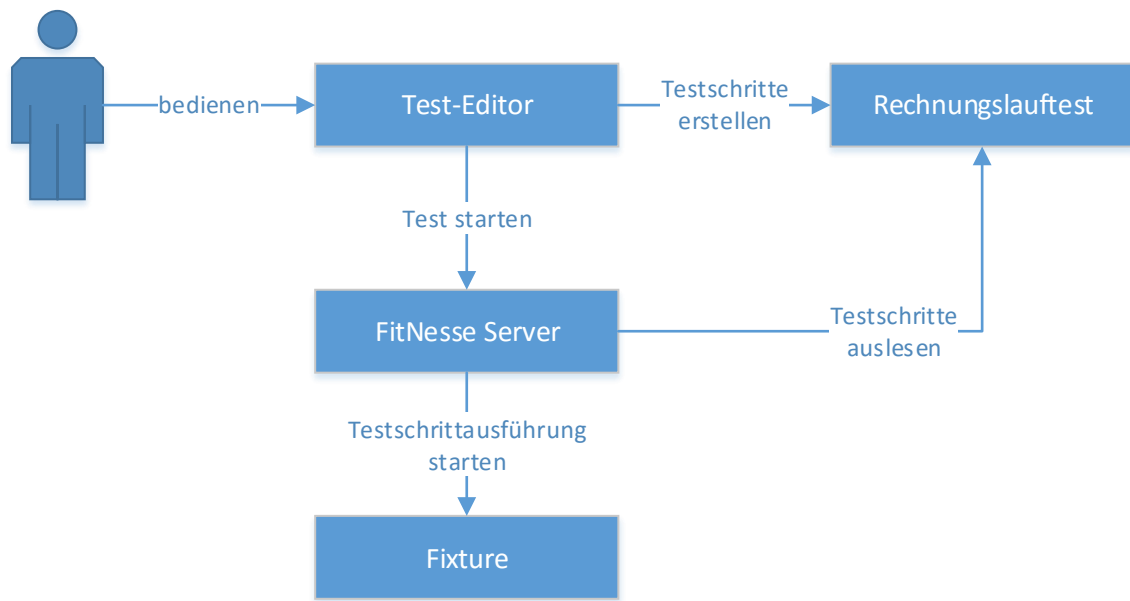 bedienen
Test-Editor
Testschritte
erstellen
Rechnungslauftest
Test starten
FitNesse Server
Testschritte
auslesen
Testschrittausführung
starten
Fixture